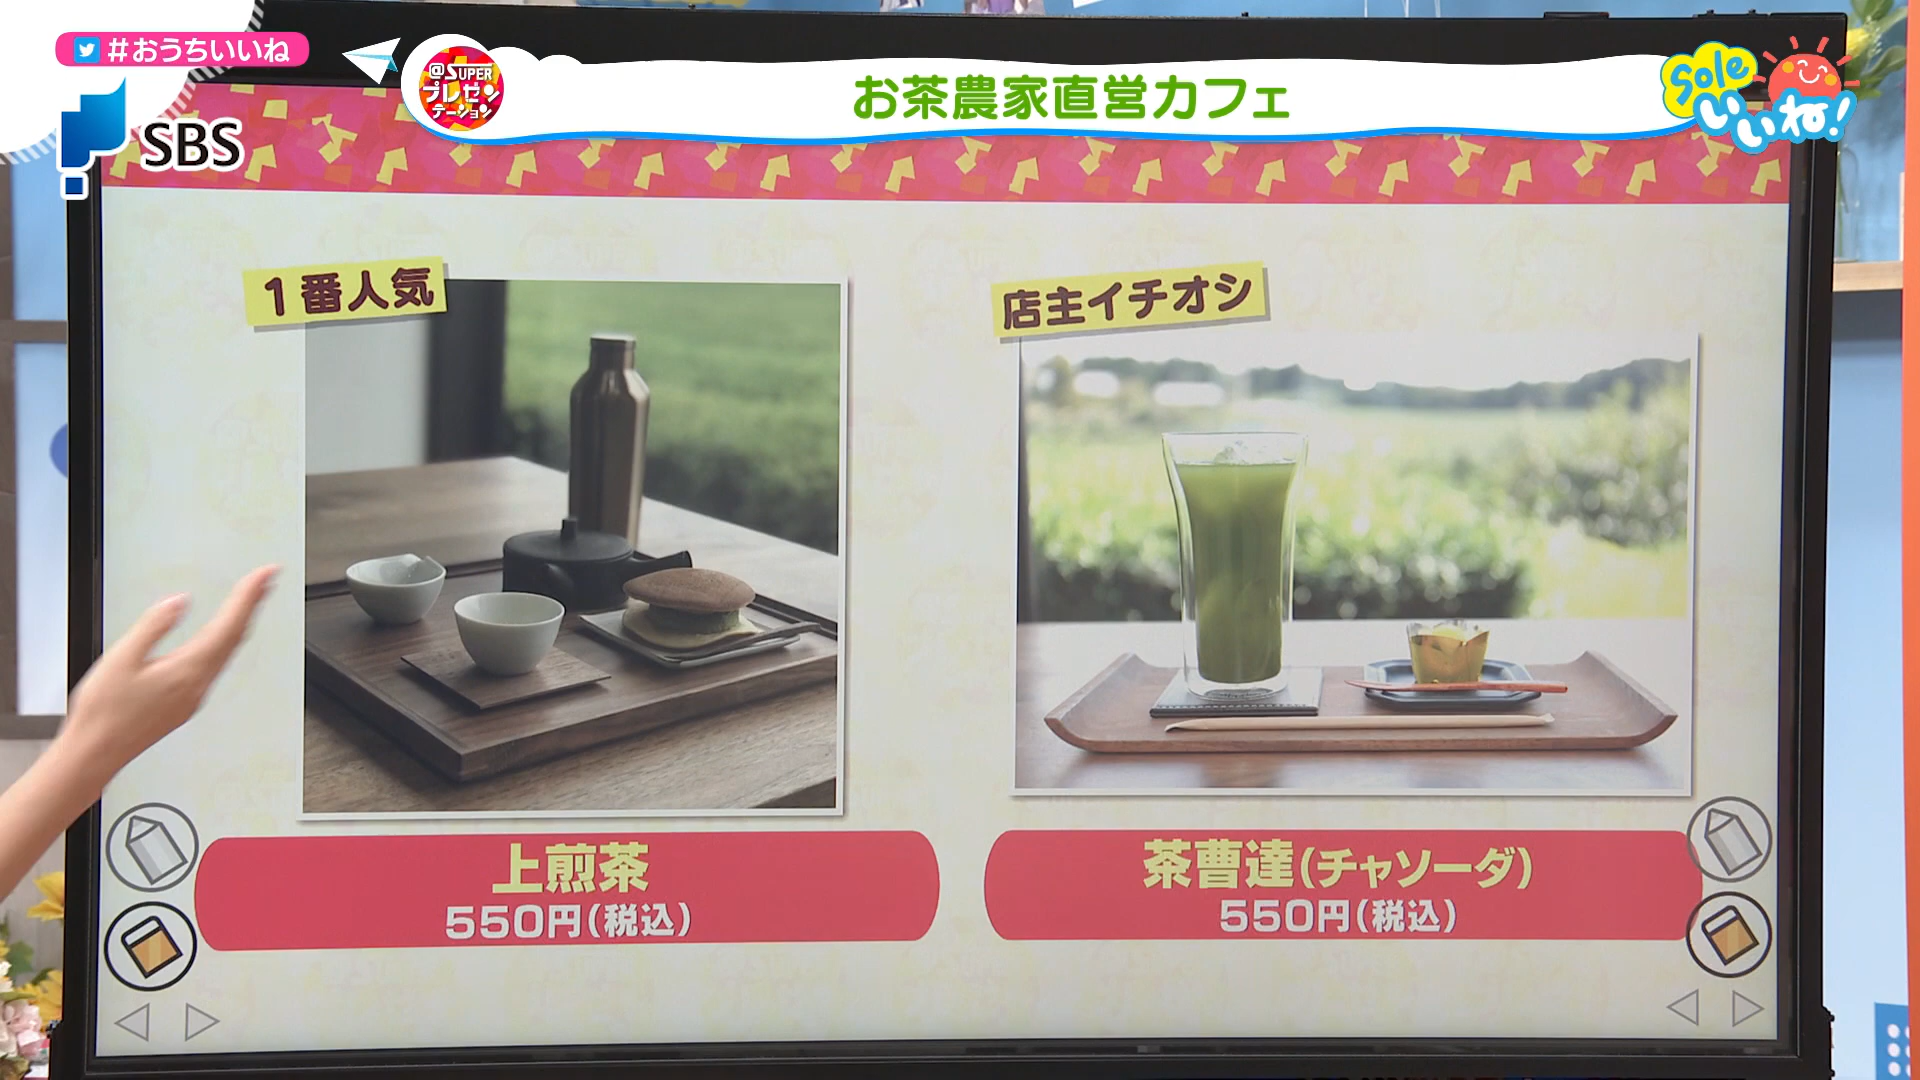 #おうちいいね
SBS
@SUPER
プレゼン
テーション
お茶農家直営カフェ
Sole
いいね!
1番人気
店主イチオシ
上煎茶
550円(税込)
茶曹達(チャソーダ)
550円(税込)